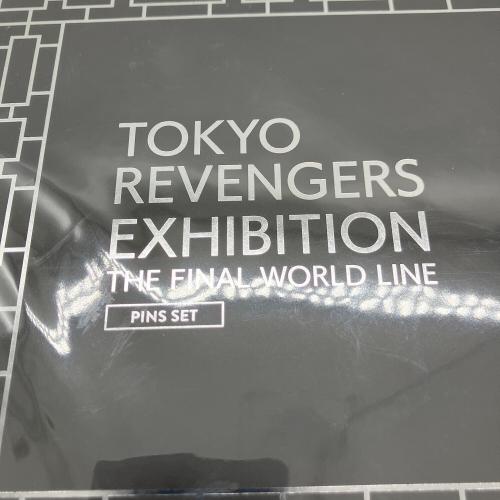 TOKYO
REVENGERS
EXHIBITION
THE FINAL WORLD LINE
PINS SET